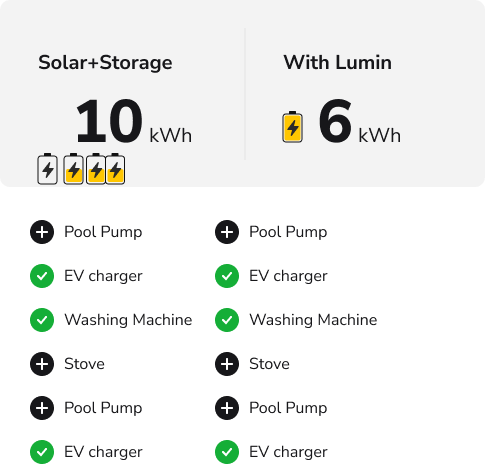 Solar+Storage
With Lumin
10 kWh
6 kWh
Pool Pump
Pool Pump
EV charger
EV charger
Washing Machine
Washing Machine
Stove
Stove
Pool Pump
Pool Pump
EV charger
EV charger